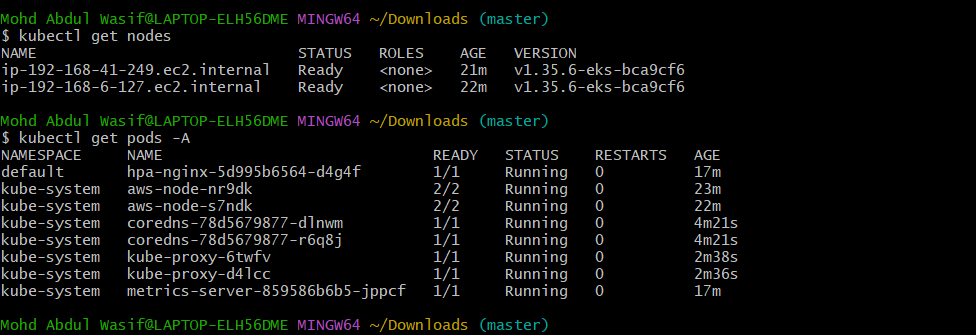 Mohd Abdul Wasif@LAPTOP-ELH56DME MINGW64 ~/Downloads (master)
$ kubectl get nodes
NAME                             STATUS   ROLES    AGE   VERSION
ip-192-168-41-249.ec2.internal   Ready    <none>   21m   v1.35.6-eks-bca9cf6
ip-192-168-6-127.ec2.internal    Ready    <none>   22m   v1.35.6-eks-bca9cf6
Mohd Abdul Wasif@LAPTOP-ELH56DME MINGW64 ~/Downloads (master)
$ kubectl get pods -A
NAMESPACE     NAME                              READY   STATUS    RESTARTS   AGE
default       hpa-nginx-5d995b6564-d4g4f        1/1     Running   0          17m
kube-system   aws-node-nr9dk                    2/2     Running   0          23m
kube-system   aws-node-s7ndk                    2/2     Running   0          22m
kube-system   coredns-78d5679877-dlnwm          1/1     Running   0          4m21s
kube-system   coredns-78d5679877-r6q8j          1/1     Running   0          4m21s
kube-system   kube-proxy-6twfv                  1/1     Running   0          2m38s
kube-system   kube-proxy-d4lcc                  1/1     Running   0          2m36s
kube-system   metrics-server-859586b6b5-jppcf   1/1     Running   0          17m
Mohd Abdul Wasif@LAPTOP-ELH56DME MINGW64 ~/Downloads (master)